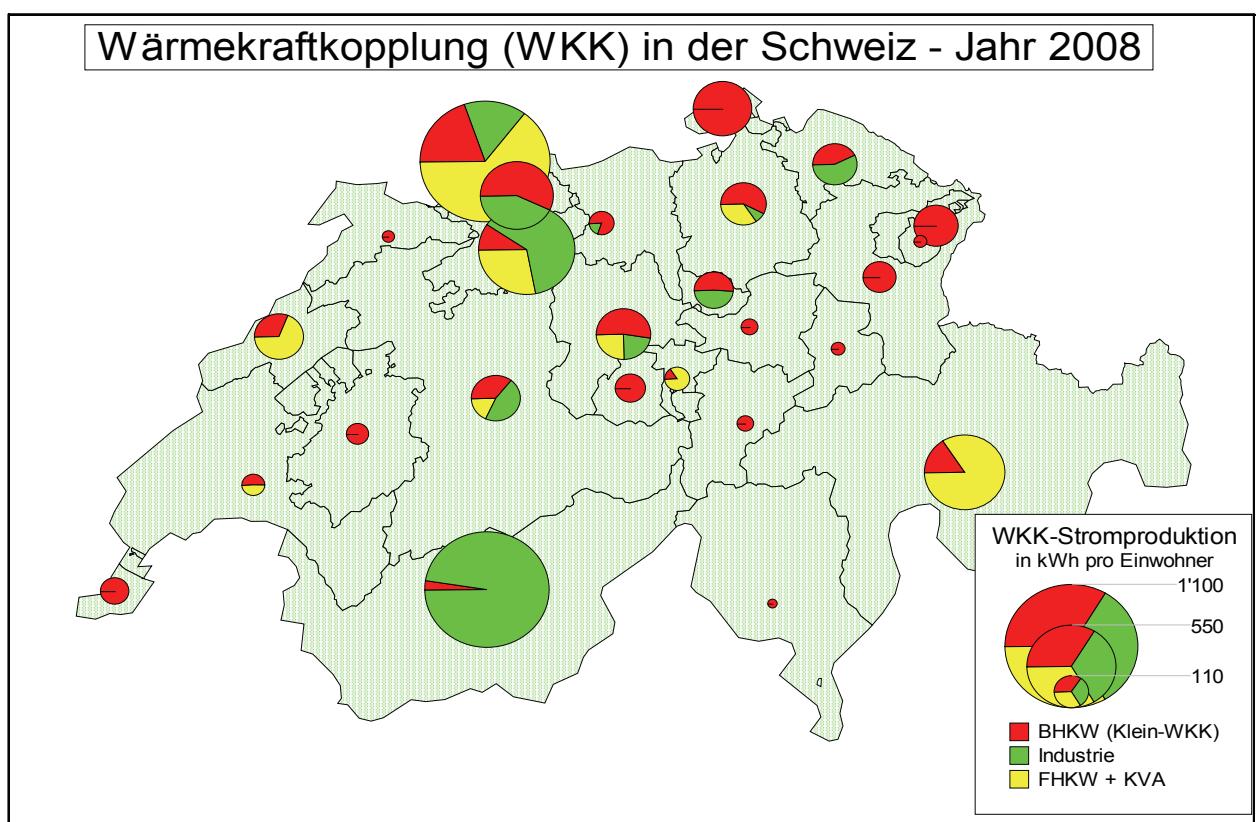 Wärmekraftkopplung (WKK) in der Schweiz - Jahr 2008
WKK-Stromproduktion
in kWh pro Einwohner
1'100
550
110
BHKW (Klein-WKK)
Industrie
FHKW + KVA